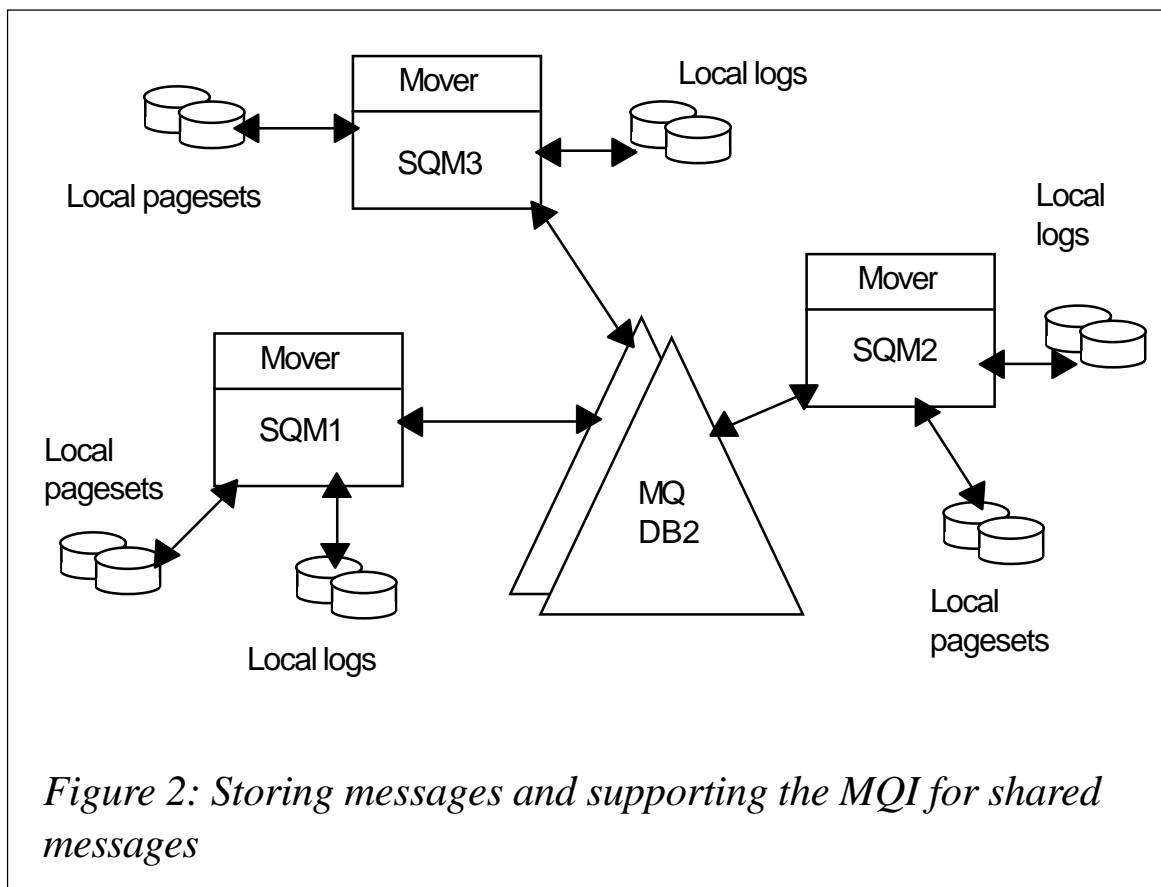 Mover
SQM3
Local logs
Local pagesets
Local
logs
Mover
SQM2
Mover
SQM1
Local
pagesets
MQ
DB2
Local logs
Local
pagesets
Figure 2: Storing messages and supporting the MQI for shared
messages